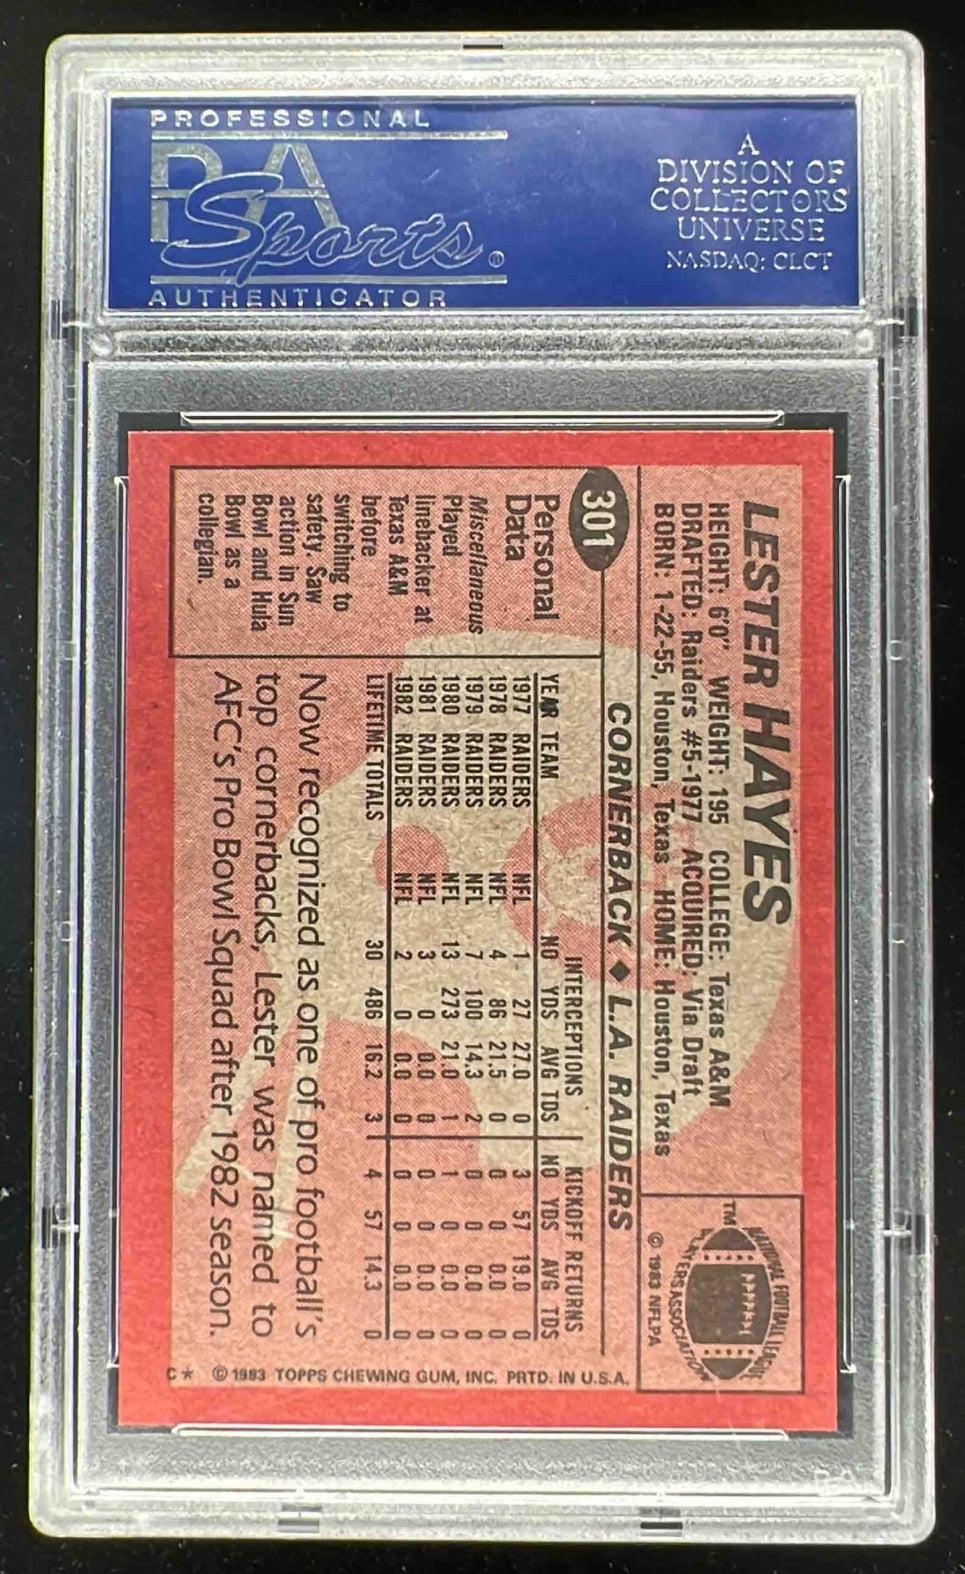 PROFESSIONAL
PSA
Sports®
AUTHENTICATOR
A
DIVISION OF
COLLECTORS
UNIVERSE
NASDAQ: CLCT
LESTER HAYES
HEIGHT: 6'0" WEIGHT: 195 COLLEGE: Texas A&M
DRAFTED: Raiders #5-1977 ACQUIRED: Via Draft
BORN: 1-22-55, Houston, Texas HOME: Houston, Texas
NATIONAL FOOTBALL LEAGUE
PLAYERS ASSOCIATION
TM
© 1983 NFLPA
301
CORNERBACK ♦ L.A. RAIDERS
Personal
Data
Miscellaneous
Played
linebacker at
Texas A&M
before
switching to
safety. Saw
action in Sun
Bowl and Hula
Bowl as a
collegian.
INTERCEPTIONS KICKOFF RETURNS
YEAR TEAM NO YDS AVG TDS NO YDS AVG TDS
1977 RAIDERS NFL 1 27 27.0 0 3 57 19.0 0
1978 RAIDERS NFL 4 86 21.5 0 0 0 0.0 0
1979 RAIDERS NFL 7 100 14.3 2 0 0 0.0 0
1980 RAIDERS NFL 13 273 21.0 1 1 0 0.0 0
1981 RAIDERS NFL 3 0 0.0 0 0 0 0.0 0
1982 RAIDERS NFL 2 0 0.0 0 0 0 0.0 0
LIFETIME TOTALS 30 486 16.2 3 4 57 14.3 0
Now recognized as one of pro football's
top cornerbacks, Lester was named to
AFC's Pro Bowl Squad after 1982 season.
C* © 1983 TOPPS CHEWING GUM, INC. PRTD. IN U.S.A.